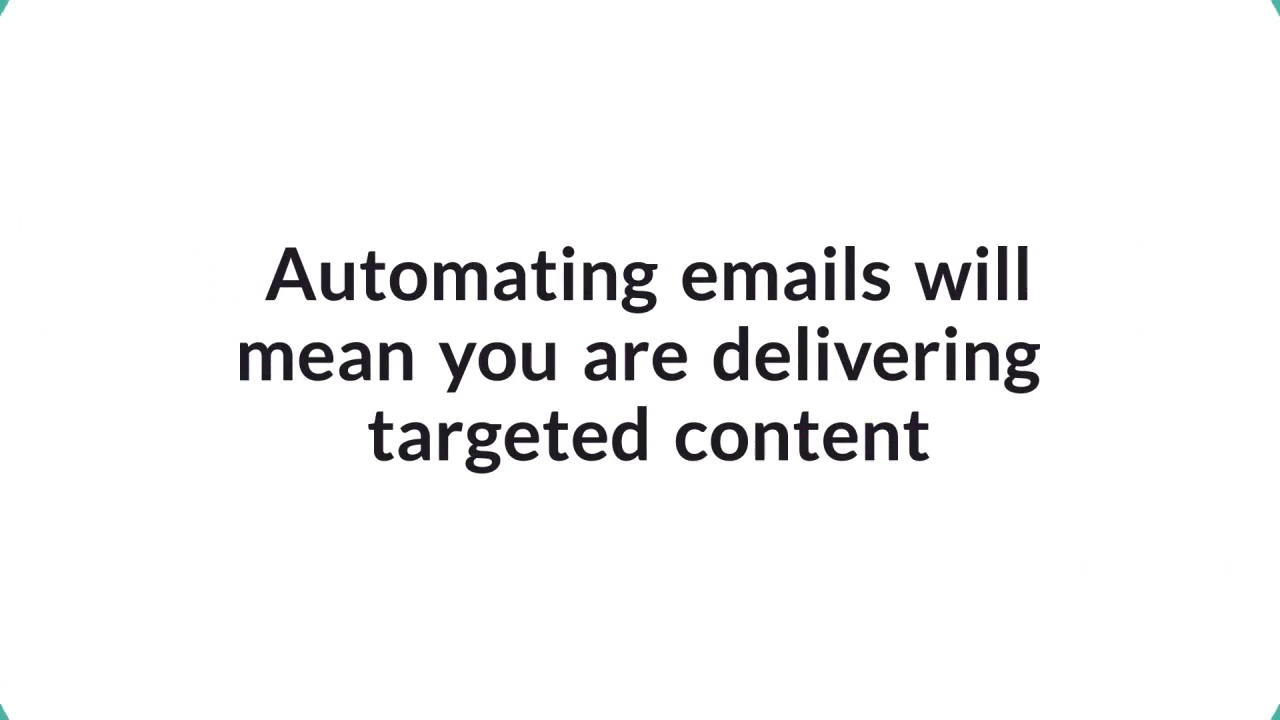 Automating emails will
mean you are delivering
targeted content